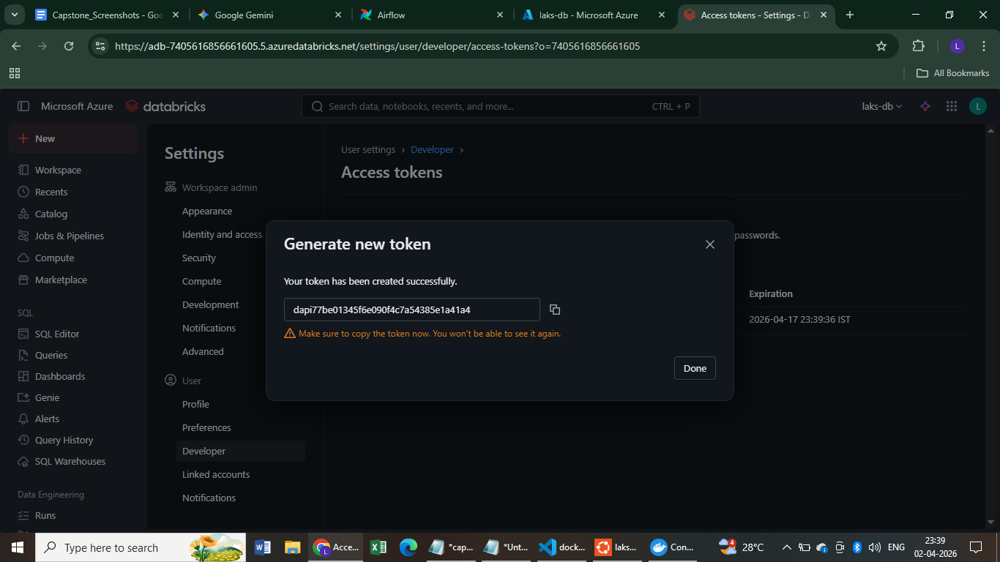 Capstone_Screenshots - Goo
Google Gemini
Airflow
laks-db - Microsoft Azure
Access tokens - Settings - Da
https://adb-7405616856661605.5.azuredatabricks.net/settings/user/developer/access-tokens?o=7405616856661605
L
All Bookmarks
Microsoft Azure
databricks
Search data, notebooks, recents, and more...
CTRL + P
laks-db
L
New
Workspace
Recents
Catalog
Jobs & Pipelines
Compute
Marketplace
SQL
SQL Editor
Queries
Dashboards
Genie
Alerts
Query History
SQL Warehouses
Data Engineering
Runs
Settings
Workspace admin
Appearance
Identity and access
Security
Compute
Development
Notifications
Advanced
User
Profile
Preferences
Developer
Linked accounts
Notifications
User settings > Developer >
Access tokens
passwords.
Expiration
2026-04-17 23:39:36 IST
Generate new token
Your token has been created successfully.
dapi77be01345f6e090f4c7a54385e1a41a4
Make sure to copy the token now. You won't be able to see it again.
Done
Type here to search
Acce...
*cap...
*Unt...
dock...
laks...
Con...
4
28°C
ENG
23:39
02-04-2026